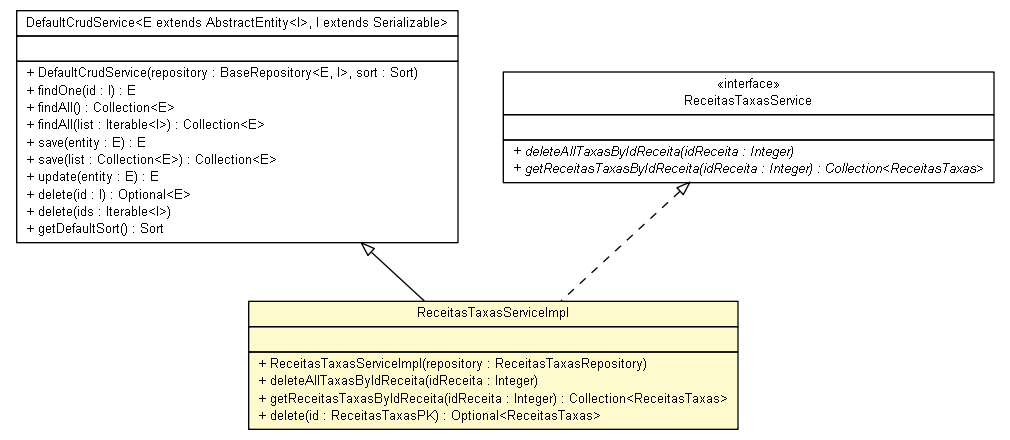 DefaultCrudService<E extends AbstractEntity<I>, I extends Serializable>
+ DefaultCrudService(repository : BaseRepository<E, I>, sort : Sort)
+ findOne(id : I) : E
+ findAll() : Collection<E>
+ findAll(list : Iterable<I>) : Collection<E>
+ save(entity : E) : E
+ save(list : Collection<E>) : Collection<E>
+ update(entity : E) : E
+ delete(id : I) : Optional<E>
+ delete(ids : Iterable<I>)
+ getDefaultSort() : Sort
«interface»
ReceitasTaxasService
+ deleteAllTaxasByIdReceita(idReceita : Integer)
+ getReceitasTaxasByIdReceita(idReceita : Integer) : Collection<ReceitasTaxas>
ReceitasTaxasServiceImpl
+ ReceitasTaxasServiceImpl(repository : ReceitasTaxasRepository)
+ deleteAllTaxasByIdReceita(idReceita : Integer)
+ getReceitasTaxasByIdReceita(idReceita : Integer) : Collection<ReceitasTaxas>
+ delete(id : ReceitasTaxasPK) : Optional<ReceitasTaxas>